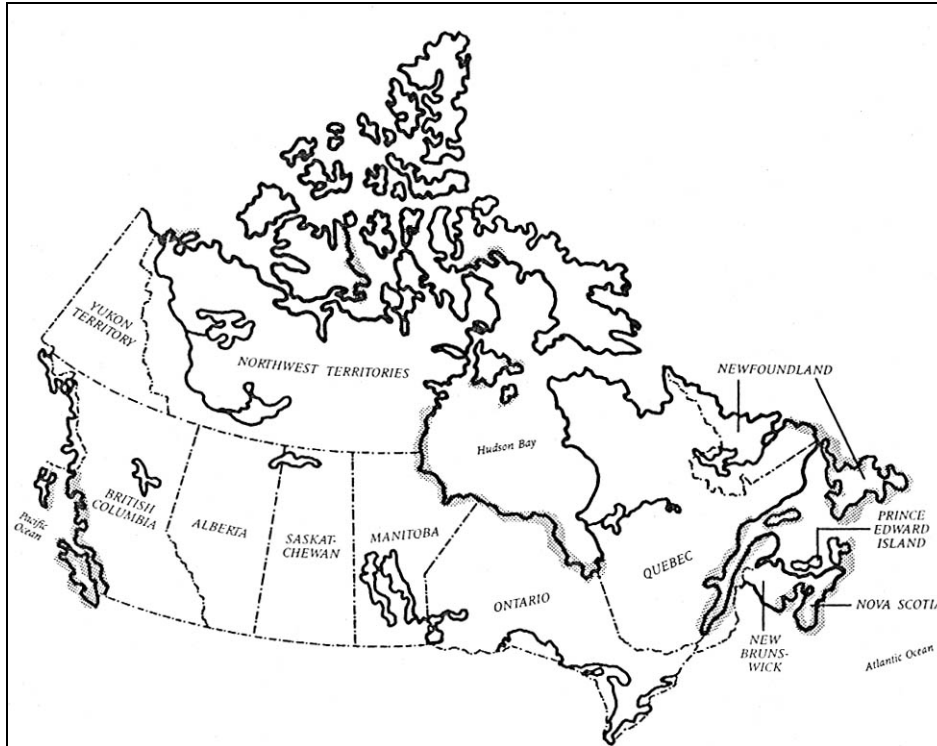 YUKON
TERRITORY
NORTHWEST TERRITORIES
NEWFOUNDLAND
Hudson Bay
BRITISH
COLUMBIA
Pacific
Ocean
ALBERTA
SASKAT-
CHEWAN
MANITOBA
ONTARIO
QUEBEC
PRINCE
EDWARD
ISLAND
NOVA SCOTIA
NEW
BRUNS-
WICK
Atlantic Ocean